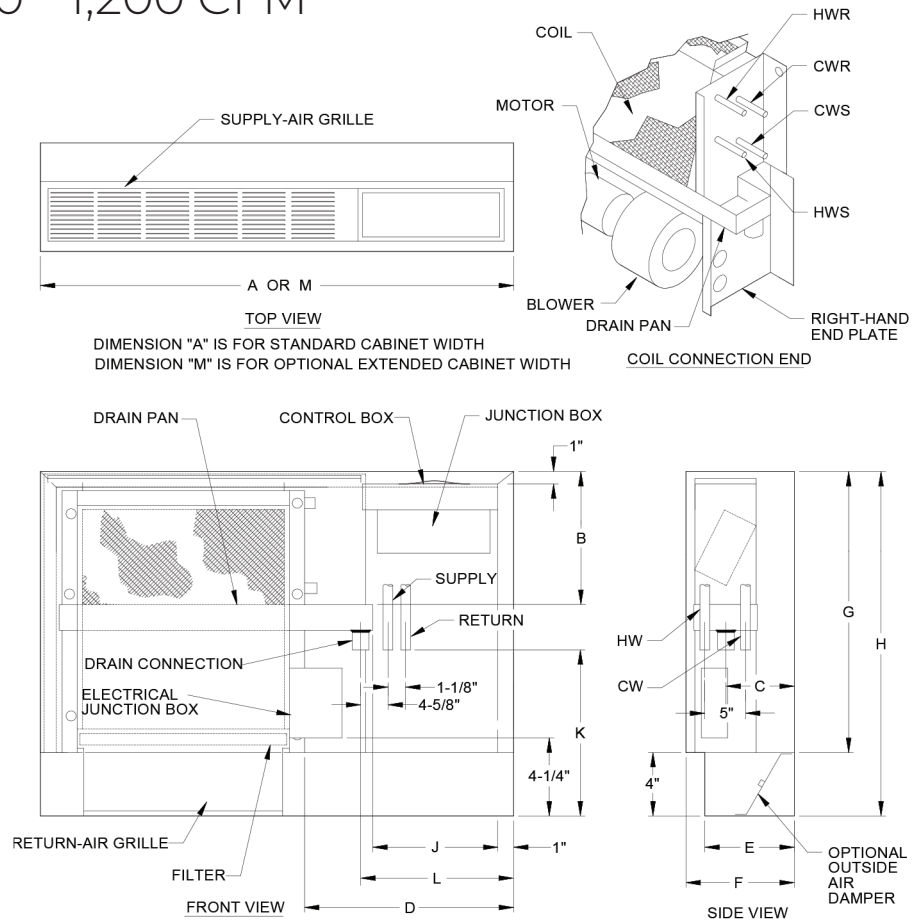 1,200 CFM
SUPPLY-AIR GRILLE
A OR M
TOP VIEW
DIMENSION "A" IS FOR STANDARD CABINET WIDTH
DIMENSION "M" IS FOR OPTIONAL EXTENDED CABINET WIDTH
COIL
MOTOR
HWR
CWR
CWS
HWS
BLOWER
DRAIN PAN
RIGHT-HAND
END PLATE
COIL CONNECTION END
DRAIN PAN
CONTROL BOX
JUNCTION BOX
1"
B
SUPPLY
RETURN
DRAIN CONNECTION
1-1/8"
4-5/8"
ELECTRICAL
JUNCTION BOX
K
4-1/4"
RETURN-AIR GRILLE
J
1"
L
FILTER
D
FRONT VIEW
G
H
HW
CW
C
5"
4"
E
F
OPTIONAL
OUTSIDE
AIR
DAMPER
SIDE VIEW